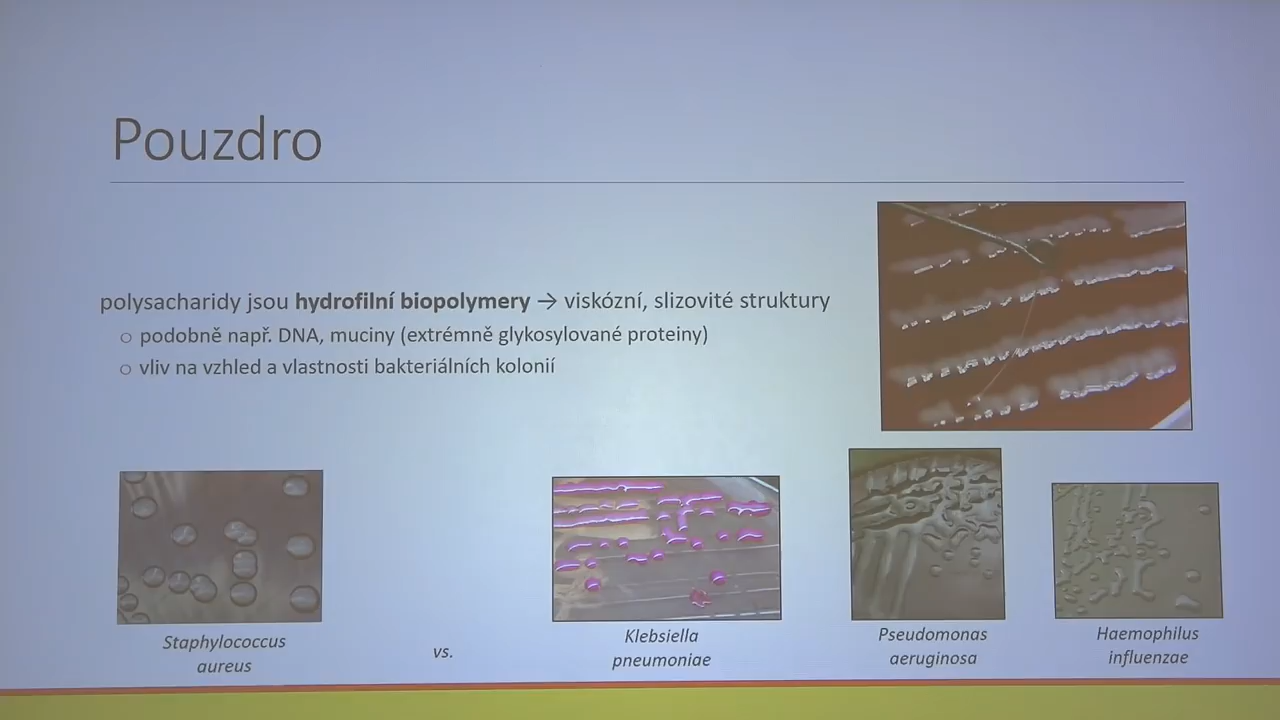 Pouzdro
polysacharidy jsou hydrofilní biopolymery → viskózní, slizovité struktury
○ podobně např. DNA, muciny (extrémně glykosylované proteiny)
○ vliv na vzhled a vlastnosti bakteriálních kolonií
Staphylococcus
aureus
vs.
Klebsiella
pneumoniae
Pseudomonas
aeruginosa
Haemophilus
influenzae